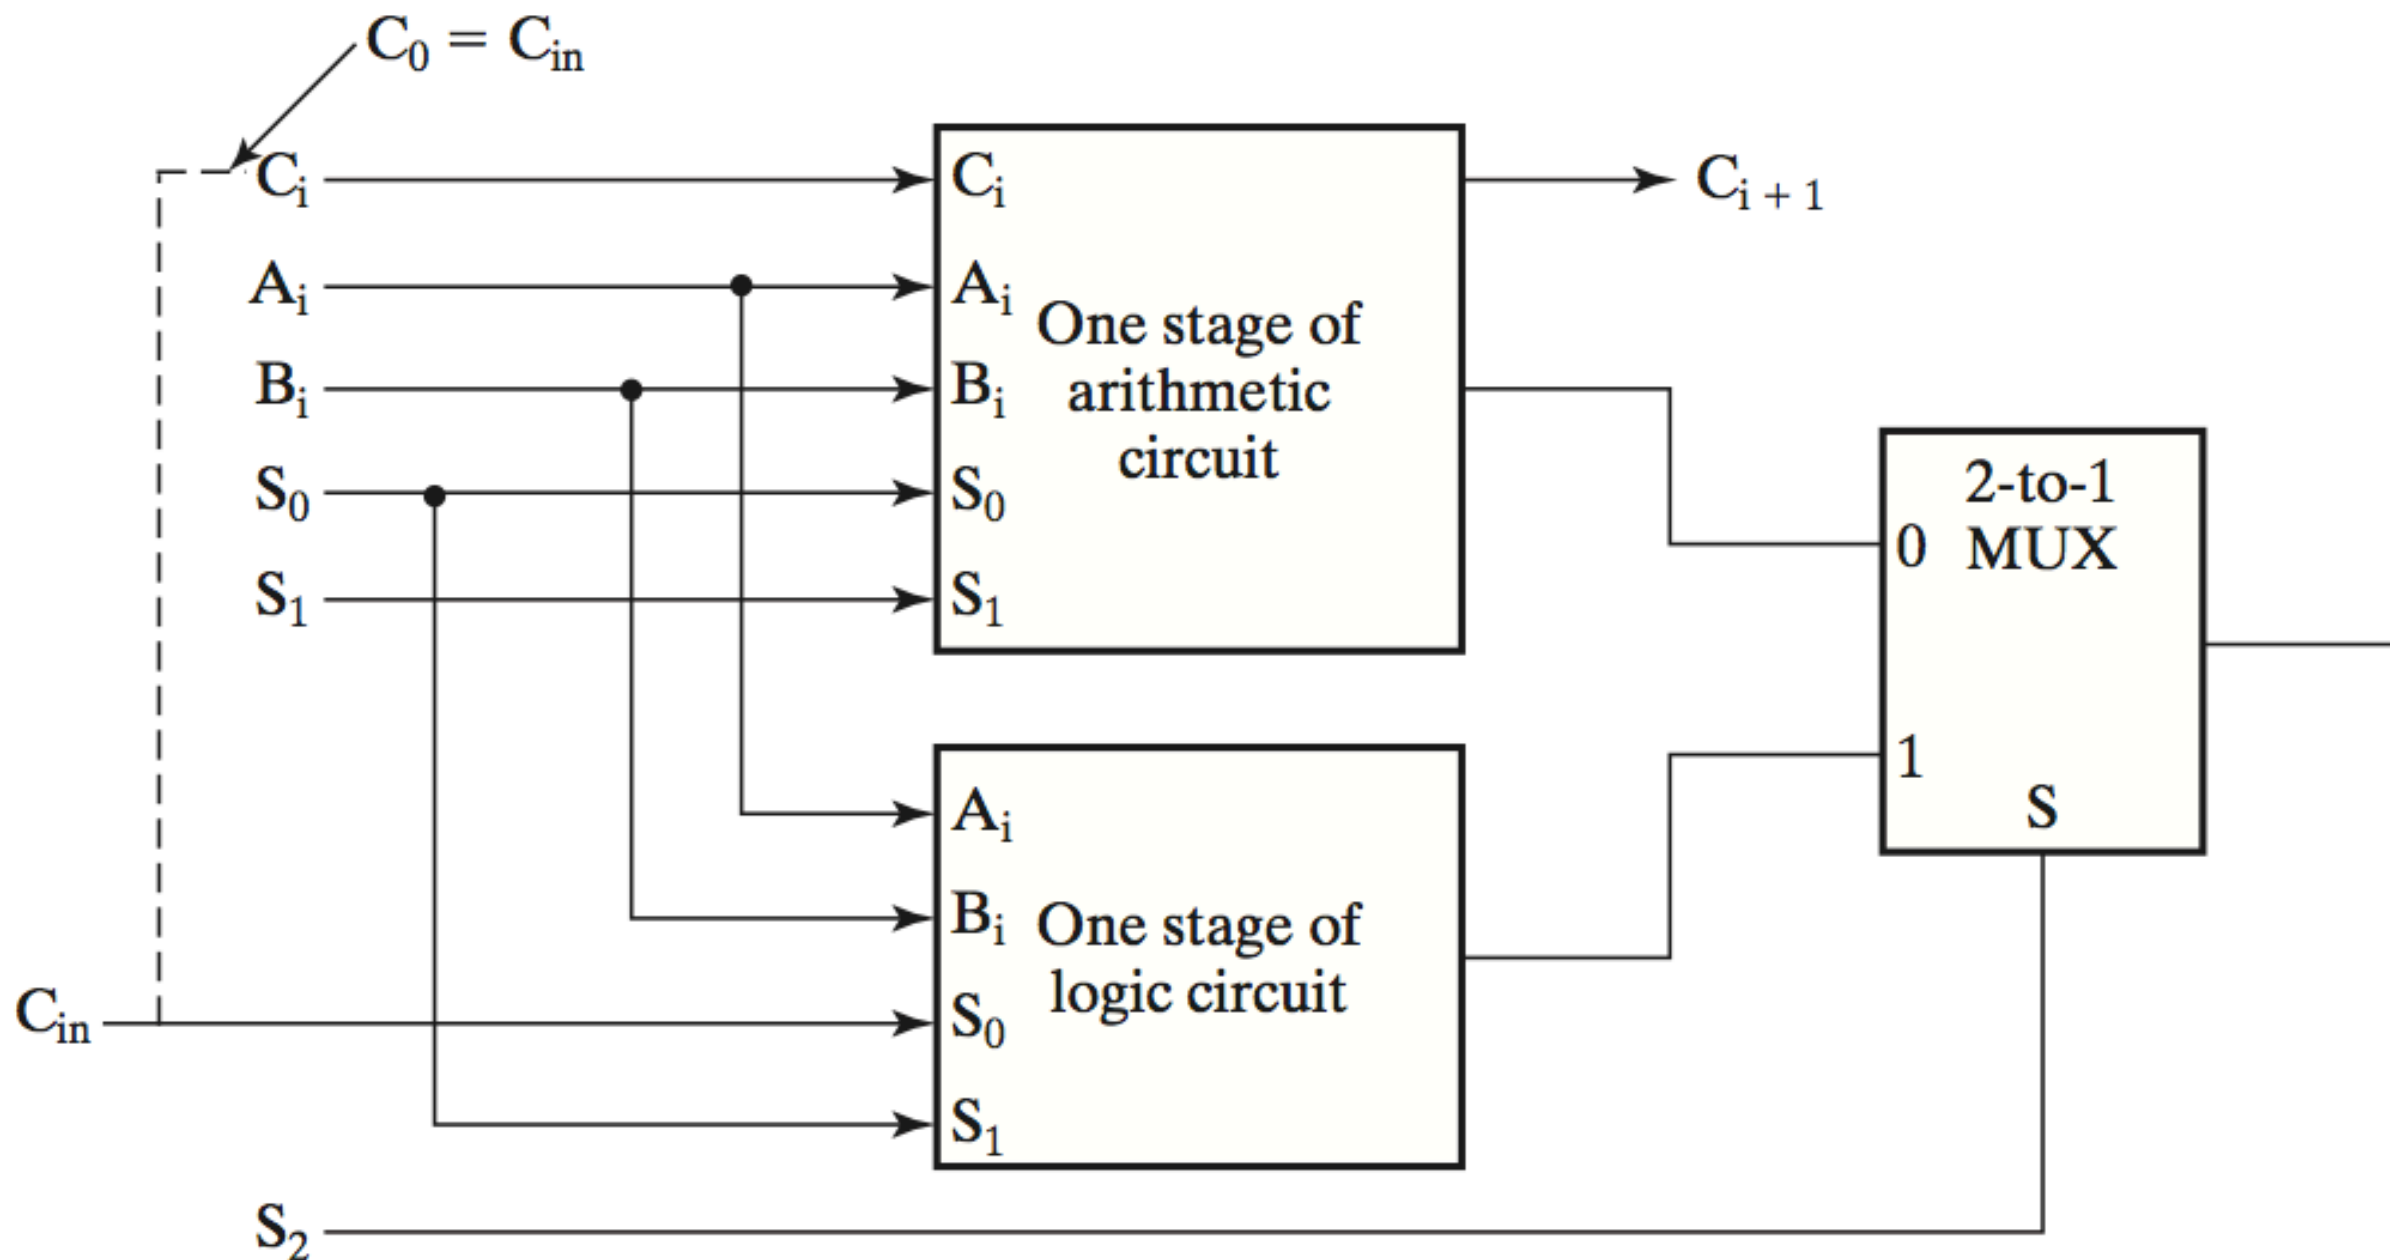 C₀ = Cᵢₙ
Cᵢ
Aᵢ
Bᵢ
S₀
S₁
Cᵢₙ
S₂
Cᵢ
Aᵢ
Bᵢ
S₀
S₁
One stage of
arithmetic
circuit
Cᵢ ₊ ₁
Aᵢ
Bᵢ
S₀
S₁
One stage of
logic circuit
2-to-1
0 MUX
1
S